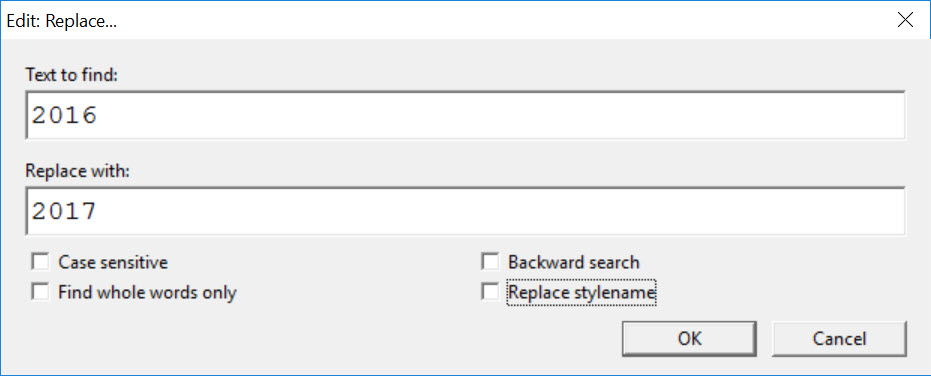 Edit: Replace...
Text to find:
2016
Replace with:
2017
Case sensitive
Backward search
Find whole words only
Replace stylename
OK
Cancel